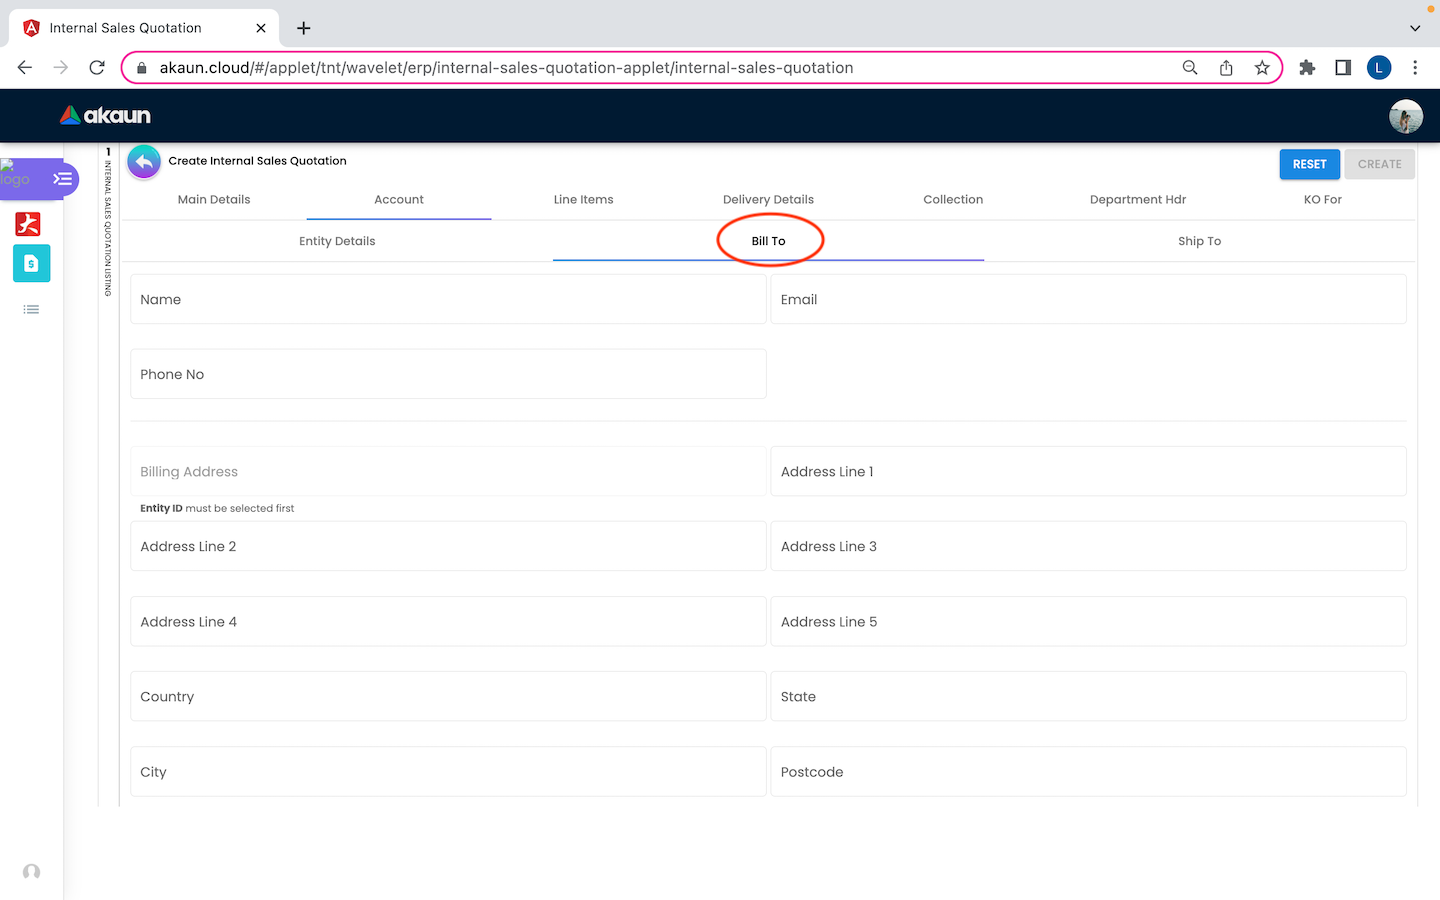 Internal Sales Quotation
akaun.cloud/#/applet/tnt/wavelet/erp/internal-sales-quotation-applet/internal-sales-quotation
L
akaun
logo
1
INTERNAL SALES QUOTATION LISTING
Create Internal Sales Quotation
RESET
CREATE
Main Details
Account
Line Items
Delivery Details
Collection
Department Hdr
KO For
Entity Details
Bill To
Ship To
Name
Email
Phone No
Billing Address
Address Line 1
Entity ID must be selected first
Address Line 2
Address Line 3
Address Line 4
Address Line 5
Country
State
City
Postcode